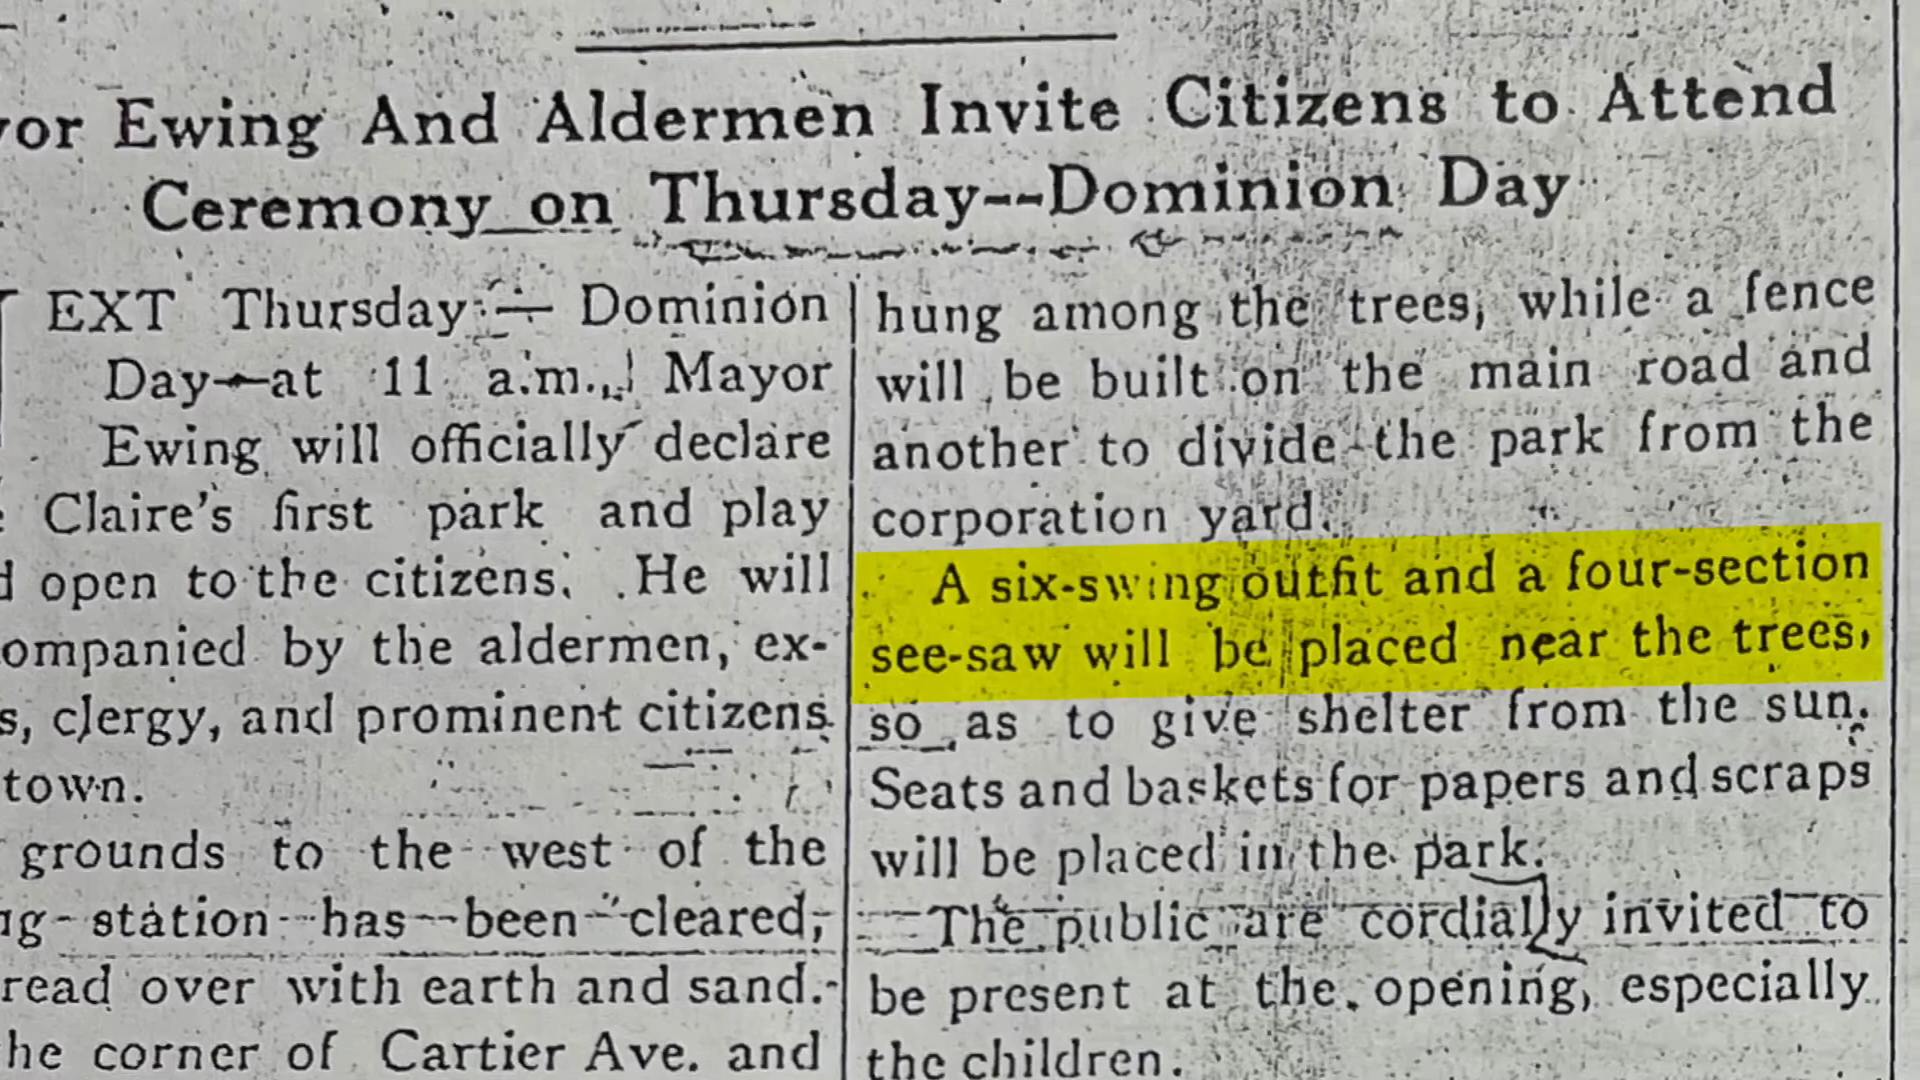 or Ewing And Aldermen Invite Citizens to Attend
Ceremony on Thursday--Dominion Day
EXT Thursday — Dominion
Day—at 11 a.m., Mayor
Ewing will officially declare
Claire's first park and play
open to the citizens. He will
ompanied by the aldermen, ex-
s, clergy, and prominent citizens
town.
grounds to the west of the
station has been cleared,
read over with earth and sand.
he corner of Cartier Ave. and
hung among the trees, while a fence
will be built on the main road and
another to divide the park from the
corporation yard.
A six-swing outfit and a four-section
see-saw will be placed near the trees,
so as to give shelter from the sun.
Seats and baskets for papers and scraps
will be placed in the park.
The public are cordially invited to
be present at the opening, especially
the children.